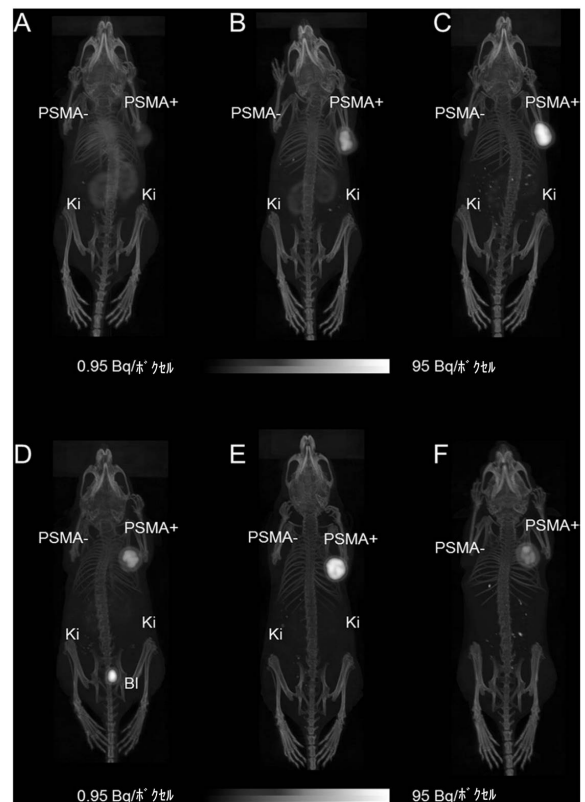 A
B
C
PSMA-
PSMA+
PSMA-
PSMA+
PSMA-
PSMA+
Ki
Ki
Ki
Ki
Ki
Ki
0.95 Bq/ﾎﾞｸｾﾙ
95 Bq/ﾎﾞｸｾﾙ
D
E
F
PSMA-
PSMA+
PSMA-
PSMA+
PSMA-
PSMA+
Ki
Ki
Ki
Ki
Bl
0.95 Bq/ﾎﾞｸｾﾙ
95 Bq/ﾎﾞｸｾﾙ